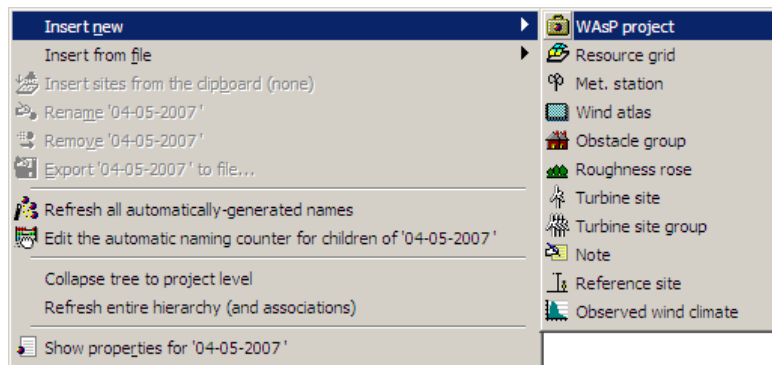 Insert new
Insert from file
Insert sites from the clipboard (none)
Rename '04-05-2007'
Remove '04-05-2007'
Export '04-05-2007' to file...
Refresh all automatically-generated names
Edit the automatic naming counter for children of '04-05-2007'
Collapse tree to project level
Refresh entire hierarchy (and associations)
Show properties for '04-05-2007'
WAsP project
Resource grid
Met. station
Wind atlas
Obstacle group
Roughness rose
Turbine site
Turbine site group
Note
Reference site
Observed wind climate